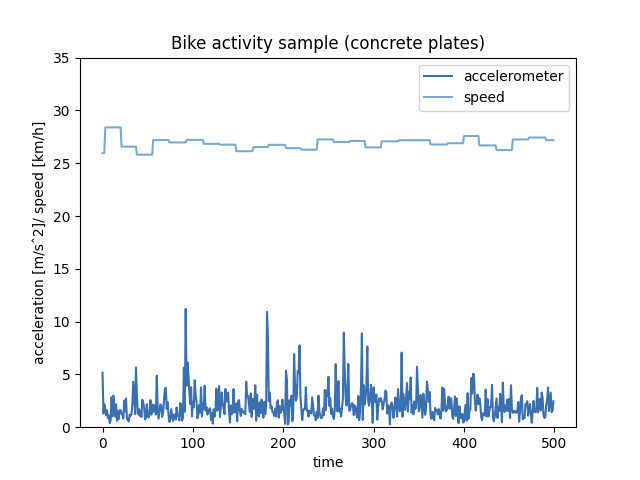 Bike activity sample (concrete plates)
accelerometer
speed
acceleration [m/s^2]/ speed [km/h]
35
30
25
20
15
10
5
0
0 100 200 300 400 500
time